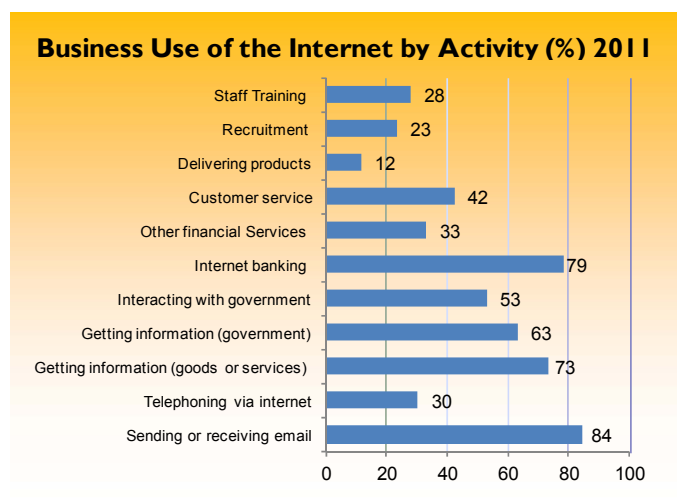 Business Use of the Internet by Activity (%) 2011
Staff Training 28
Recruitment 23
Delivering products 12
Customer service 42
Other financial Services 33
Internet banking 79
Interacting with government 53
Getting information (government) 63
Getting information (goods or services) 73
Telephoning via internet 30
Sending or receiving email 84
0 20 40 60 80 100